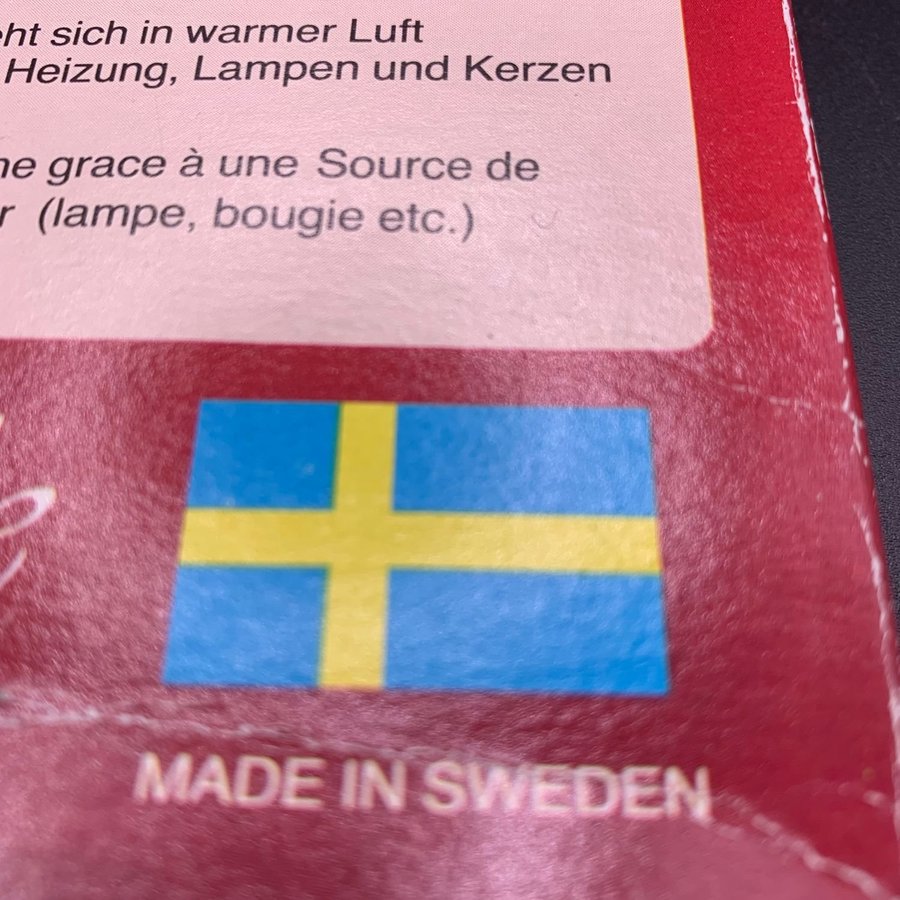 eht sich in warmer Luft
Heizung, Lampen und Kerzen
ne grace à une Source de
r (lampe, bougie etc.)
MADE IN SWEDEN